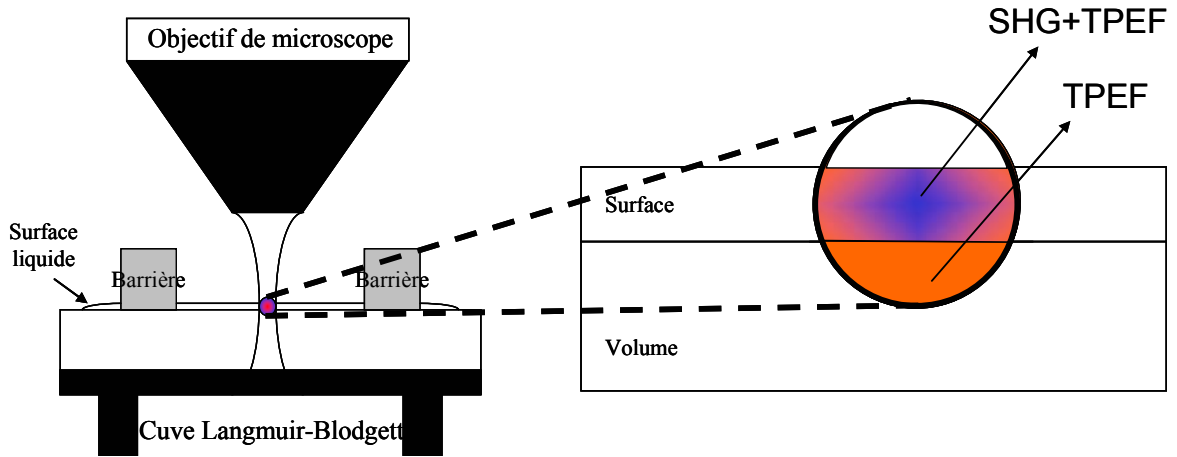 Objectif de microscope
Surface
liquide
Barrière
Barrière
Cuve Langmuir-Blodgett
SHG+TPEF
TPEF
Surface
Volume